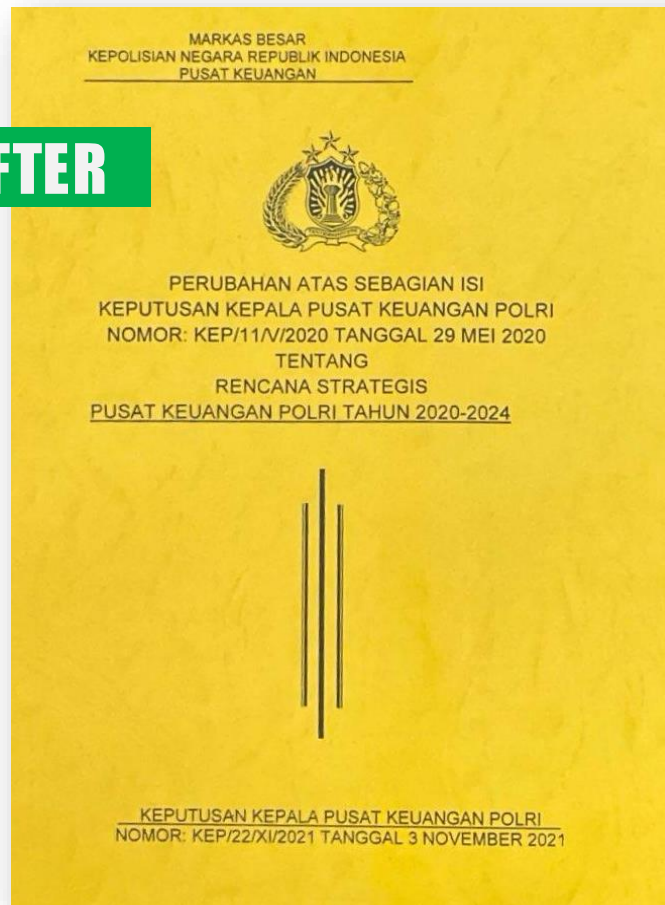 MARKAS BESAR
KEPOLISIAN NEGARA REPUBLIK INDONESIA
PUSAT KEUANGAN
FTER
PERUBAHAN ATAS SEBAGIAN ISI
KEPUTUSAN KEPALA PUSAT KEUANGAN POLRI
NOMOR: KEP/11/V/2020 TANGGAL 29 MEI 2020
TENTANG
RENCANA STRATEGIS
PUSAT KEUANGAN POLRI TAHUN 2020-2024
KEPUTUSAN KEPALA PUSAT KEUANGAN POLRI
NOMOR: KEP/22/XI/2021 TANGGAL 3 NOVEMBER 2021